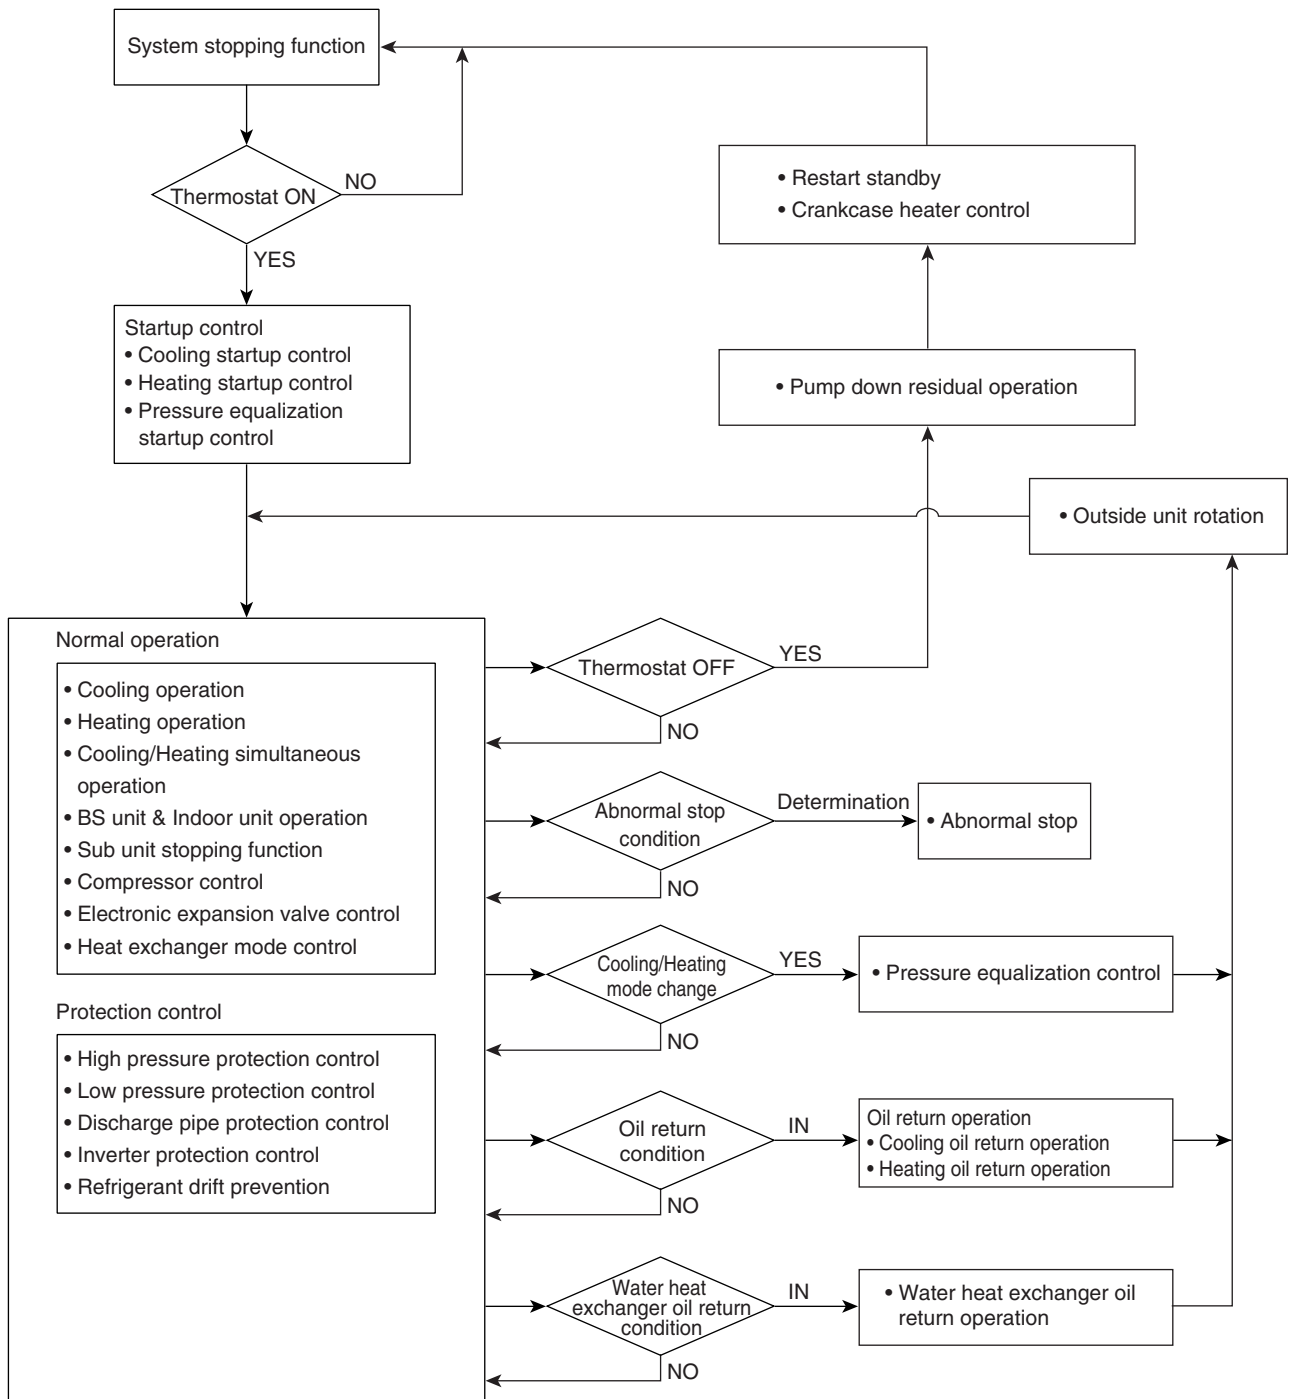 System stopping function
Thermostat ON
NO
YES
• Restart standby
• Crankcase heater control
Startup control
• Cooling startup control
• Heating startup control
• Pressure equalization
startup control
• Pump down residual operation
• Outside unit rotation
Normal operation
• Cooling operation
• Heating operation
• Cooling/Heating simultaneous
operation
• BS unit & Indoor unit operation
• Sub unit stopping function
• Compressor control
• Electronic expansion valve control
• Heat exchanger mode control
Protection control
• High pressure protection control
• Low pressure protection control
• Discharge pipe protection control
• Inverter protection control
• Refrigerant drift prevention
Thermostat OFF
YES
NO
Abnormal stop
condition
Determination
• Abnormal stop
NO
Cooling/Heating
mode change
YES
• Pressure equalization control
NO
Oil return
condition
IN
Oil return operation
• Cooling oil return operation
• Heating oil return operation
NO
Water heat
exchanger oil return
condition
IN
• Water heat exchanger oil
return operation
NO